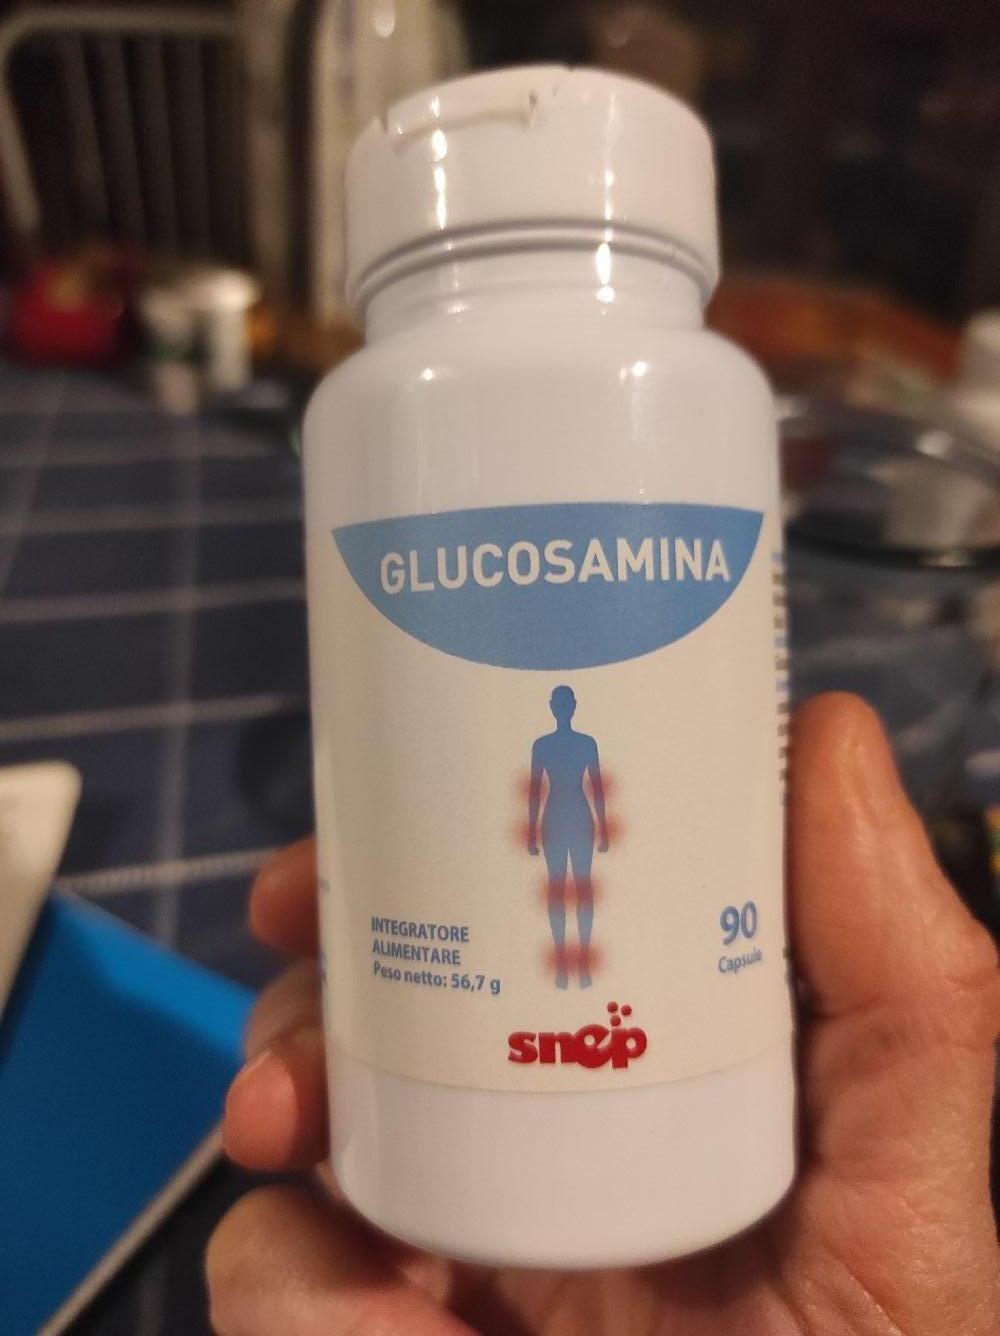 GLUCOSAMINA
INTEGRATORE
ALIMENTARE
Peso netto: 56,7 g
90
Capsule
snep